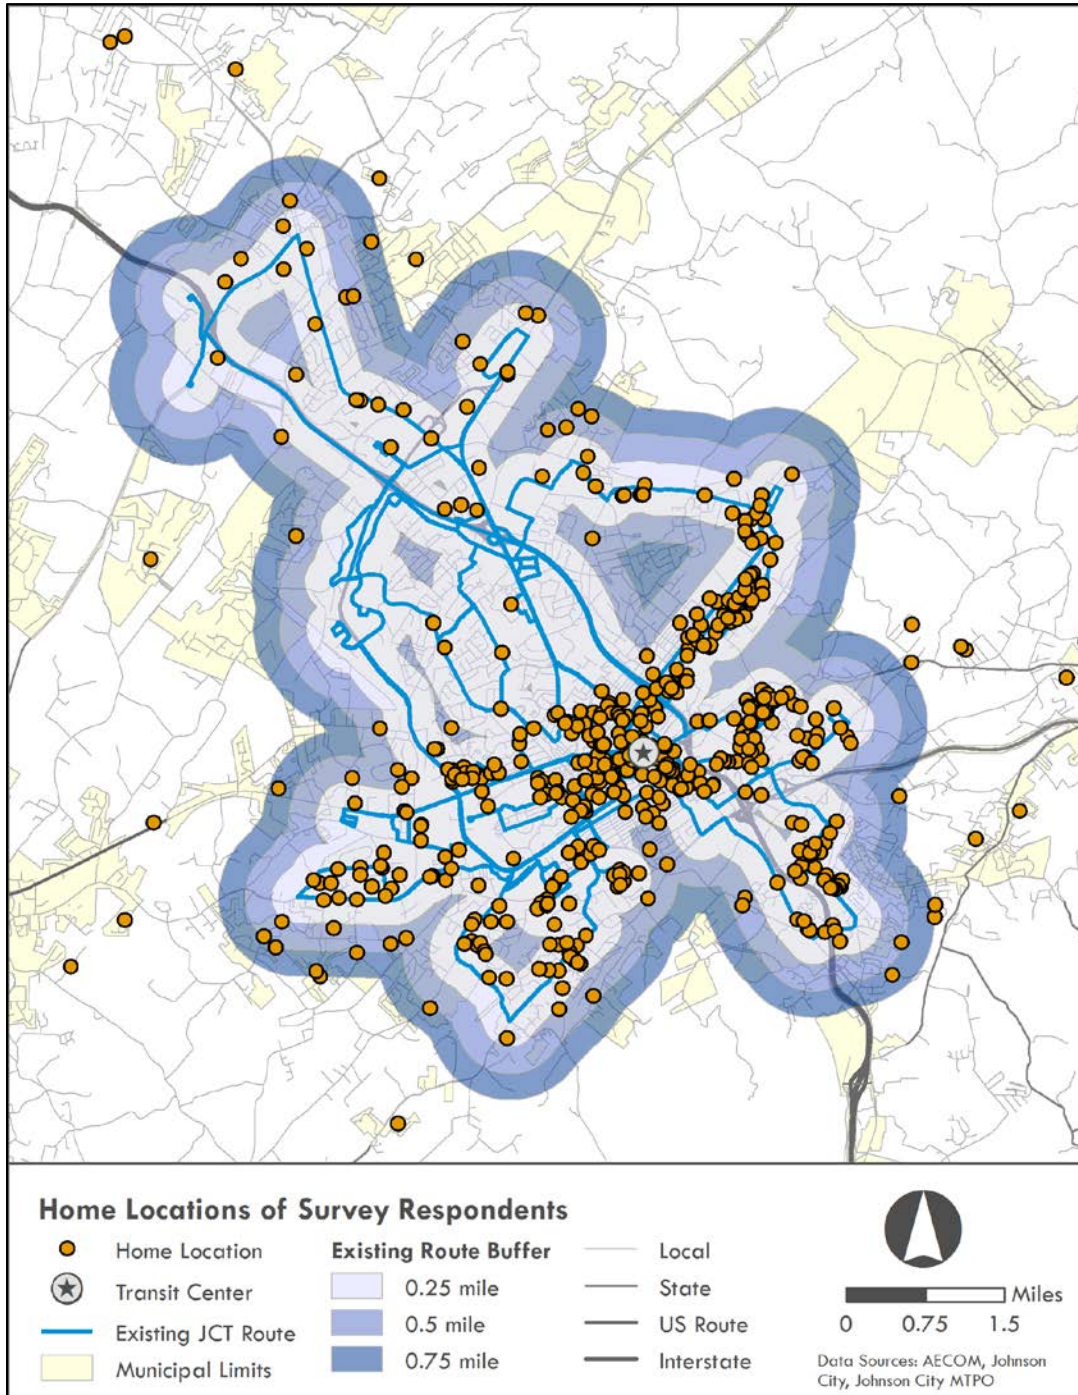 Home Locations of Survey Respondents
Home Location
Transit Center
Existing JCT Route
Municipal Limits
Existing Route Buffer
0.25 mile
0.5 mile
0.75 mile
Local
State
US Route
Interstate
Miles
0 0.75 1.5
Data Sources: AECOM, Johnson
City, Johnson City MTPO